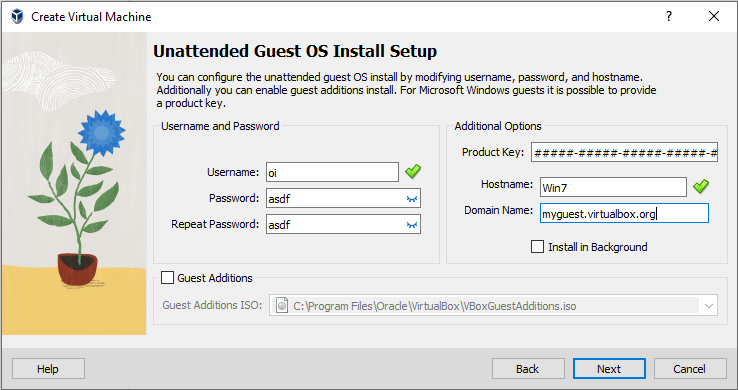 Create Virtual Machine
Unattended Guest OS Install Setup
You can configure the unattended guest OS install by modifying username, password, and hostname.
Additionally you can enable guest additions install. For Microsoft Windows guests it is possible to provide
a product key.
Username and Password
Username: oi
Password: asdf
Repeat Password: asdf
Additional Options
Product Key: #####-#####-#####-#####-#
Hostname: Win7
Domain Name: myguest.virtualbox.org
Install in Background
Guest Additions
Guest Additions ISO: C:\Program Files\Oracle\VirtualBox\VBoxGuestAdditions.iso
Help Back Next Cancel